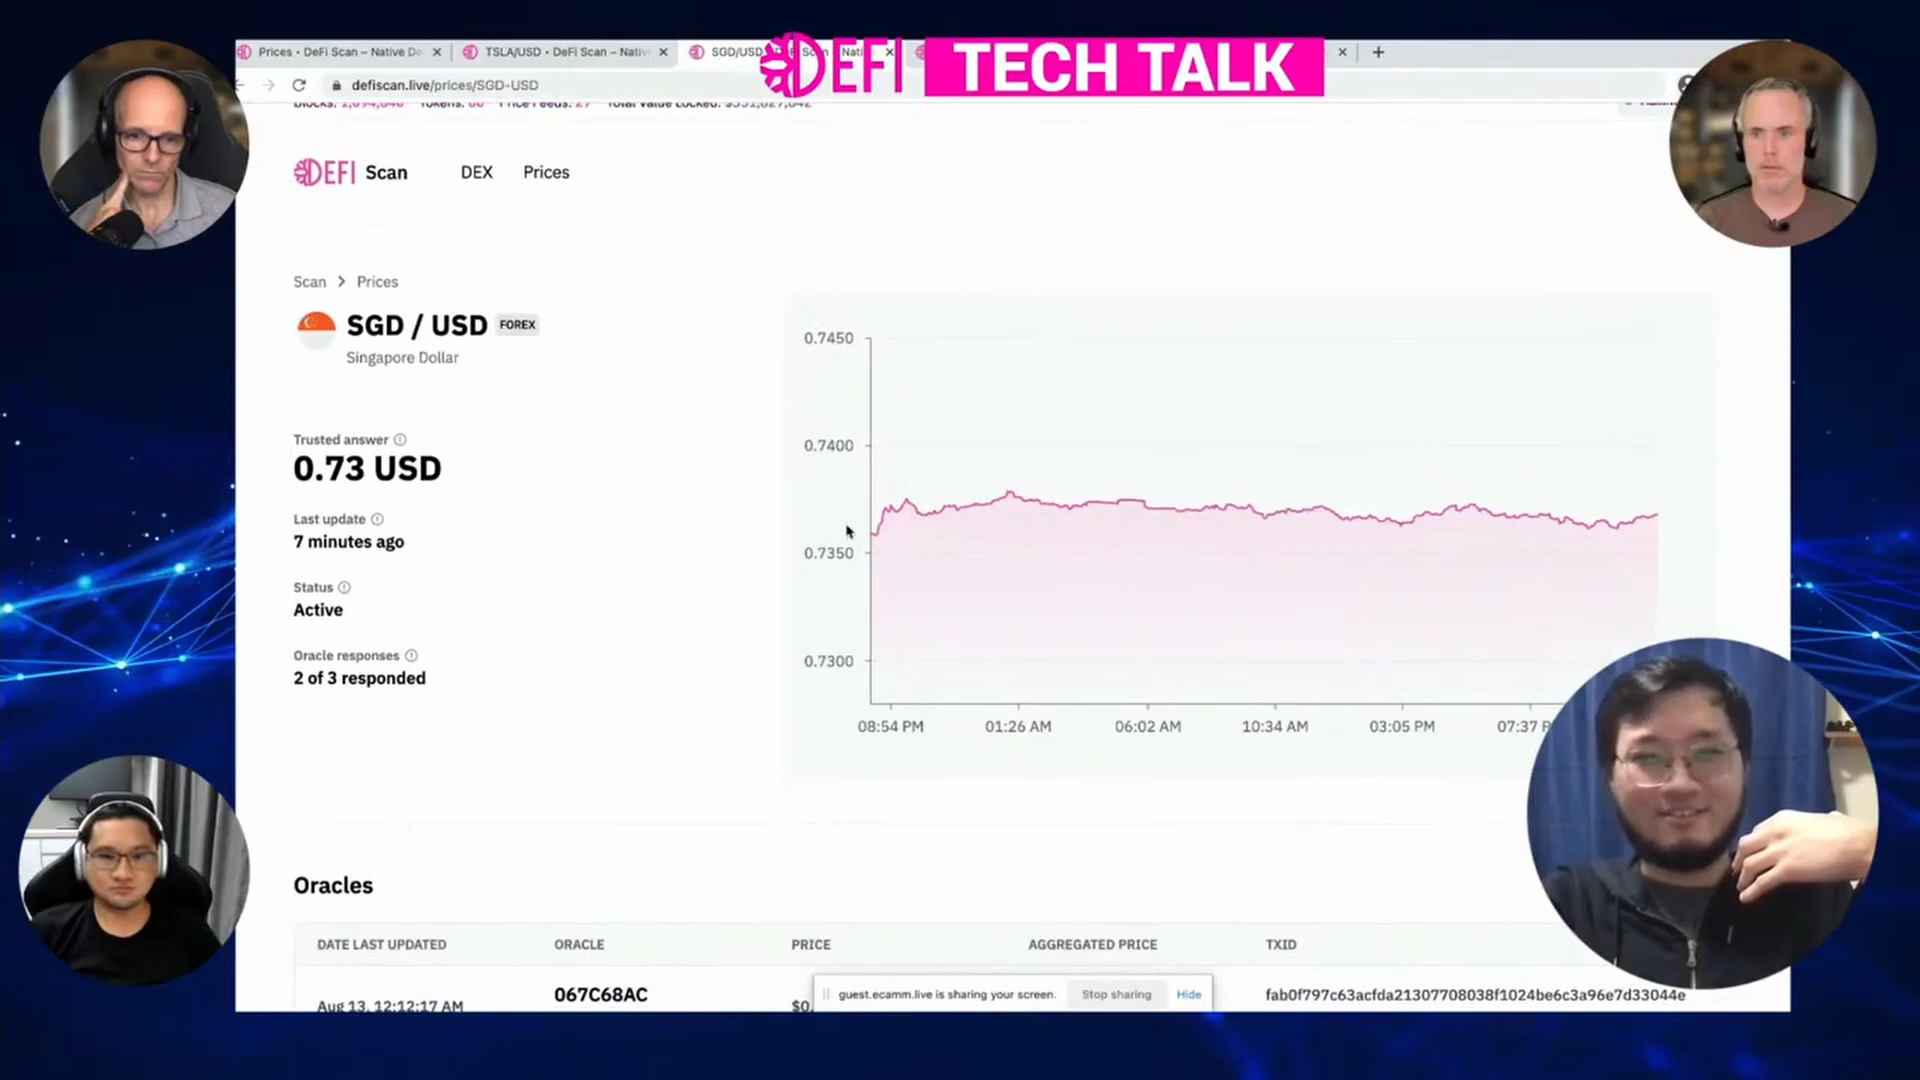 Prices • DeFi Scan – Native De
TSLA/USD • DeFi Scan – Nativ
SGD/USD
DEFI TECH TALK
defiscan.live/prices/SGD-USD
DEFI Scan
DEX
Prices
Scan > Prices
SGD / USD FOREX
Singapore Dollar
Trusted answer
0.73 USD
Last update
7 minutes ago
Status
Active
Oracle responses
2 of 3 responded
0.7450
0.7400
0.7350
0.7300
08:54 PM
01:26 AM
06:02 AM
10:34 AM
03:05 PM
07:37 P
Oracles
DATE LAST UPDATED
ORACLE
PRICE
AGGREGATED PRICE
TXID
Aug 13, 12:12:17 AM
067C68AC
$0.
fab0f797c63acfda21307708038f1024be6c3a96e7d33044e
guest.ecamm.live is sharing your screen.
Stop sharing
Hide